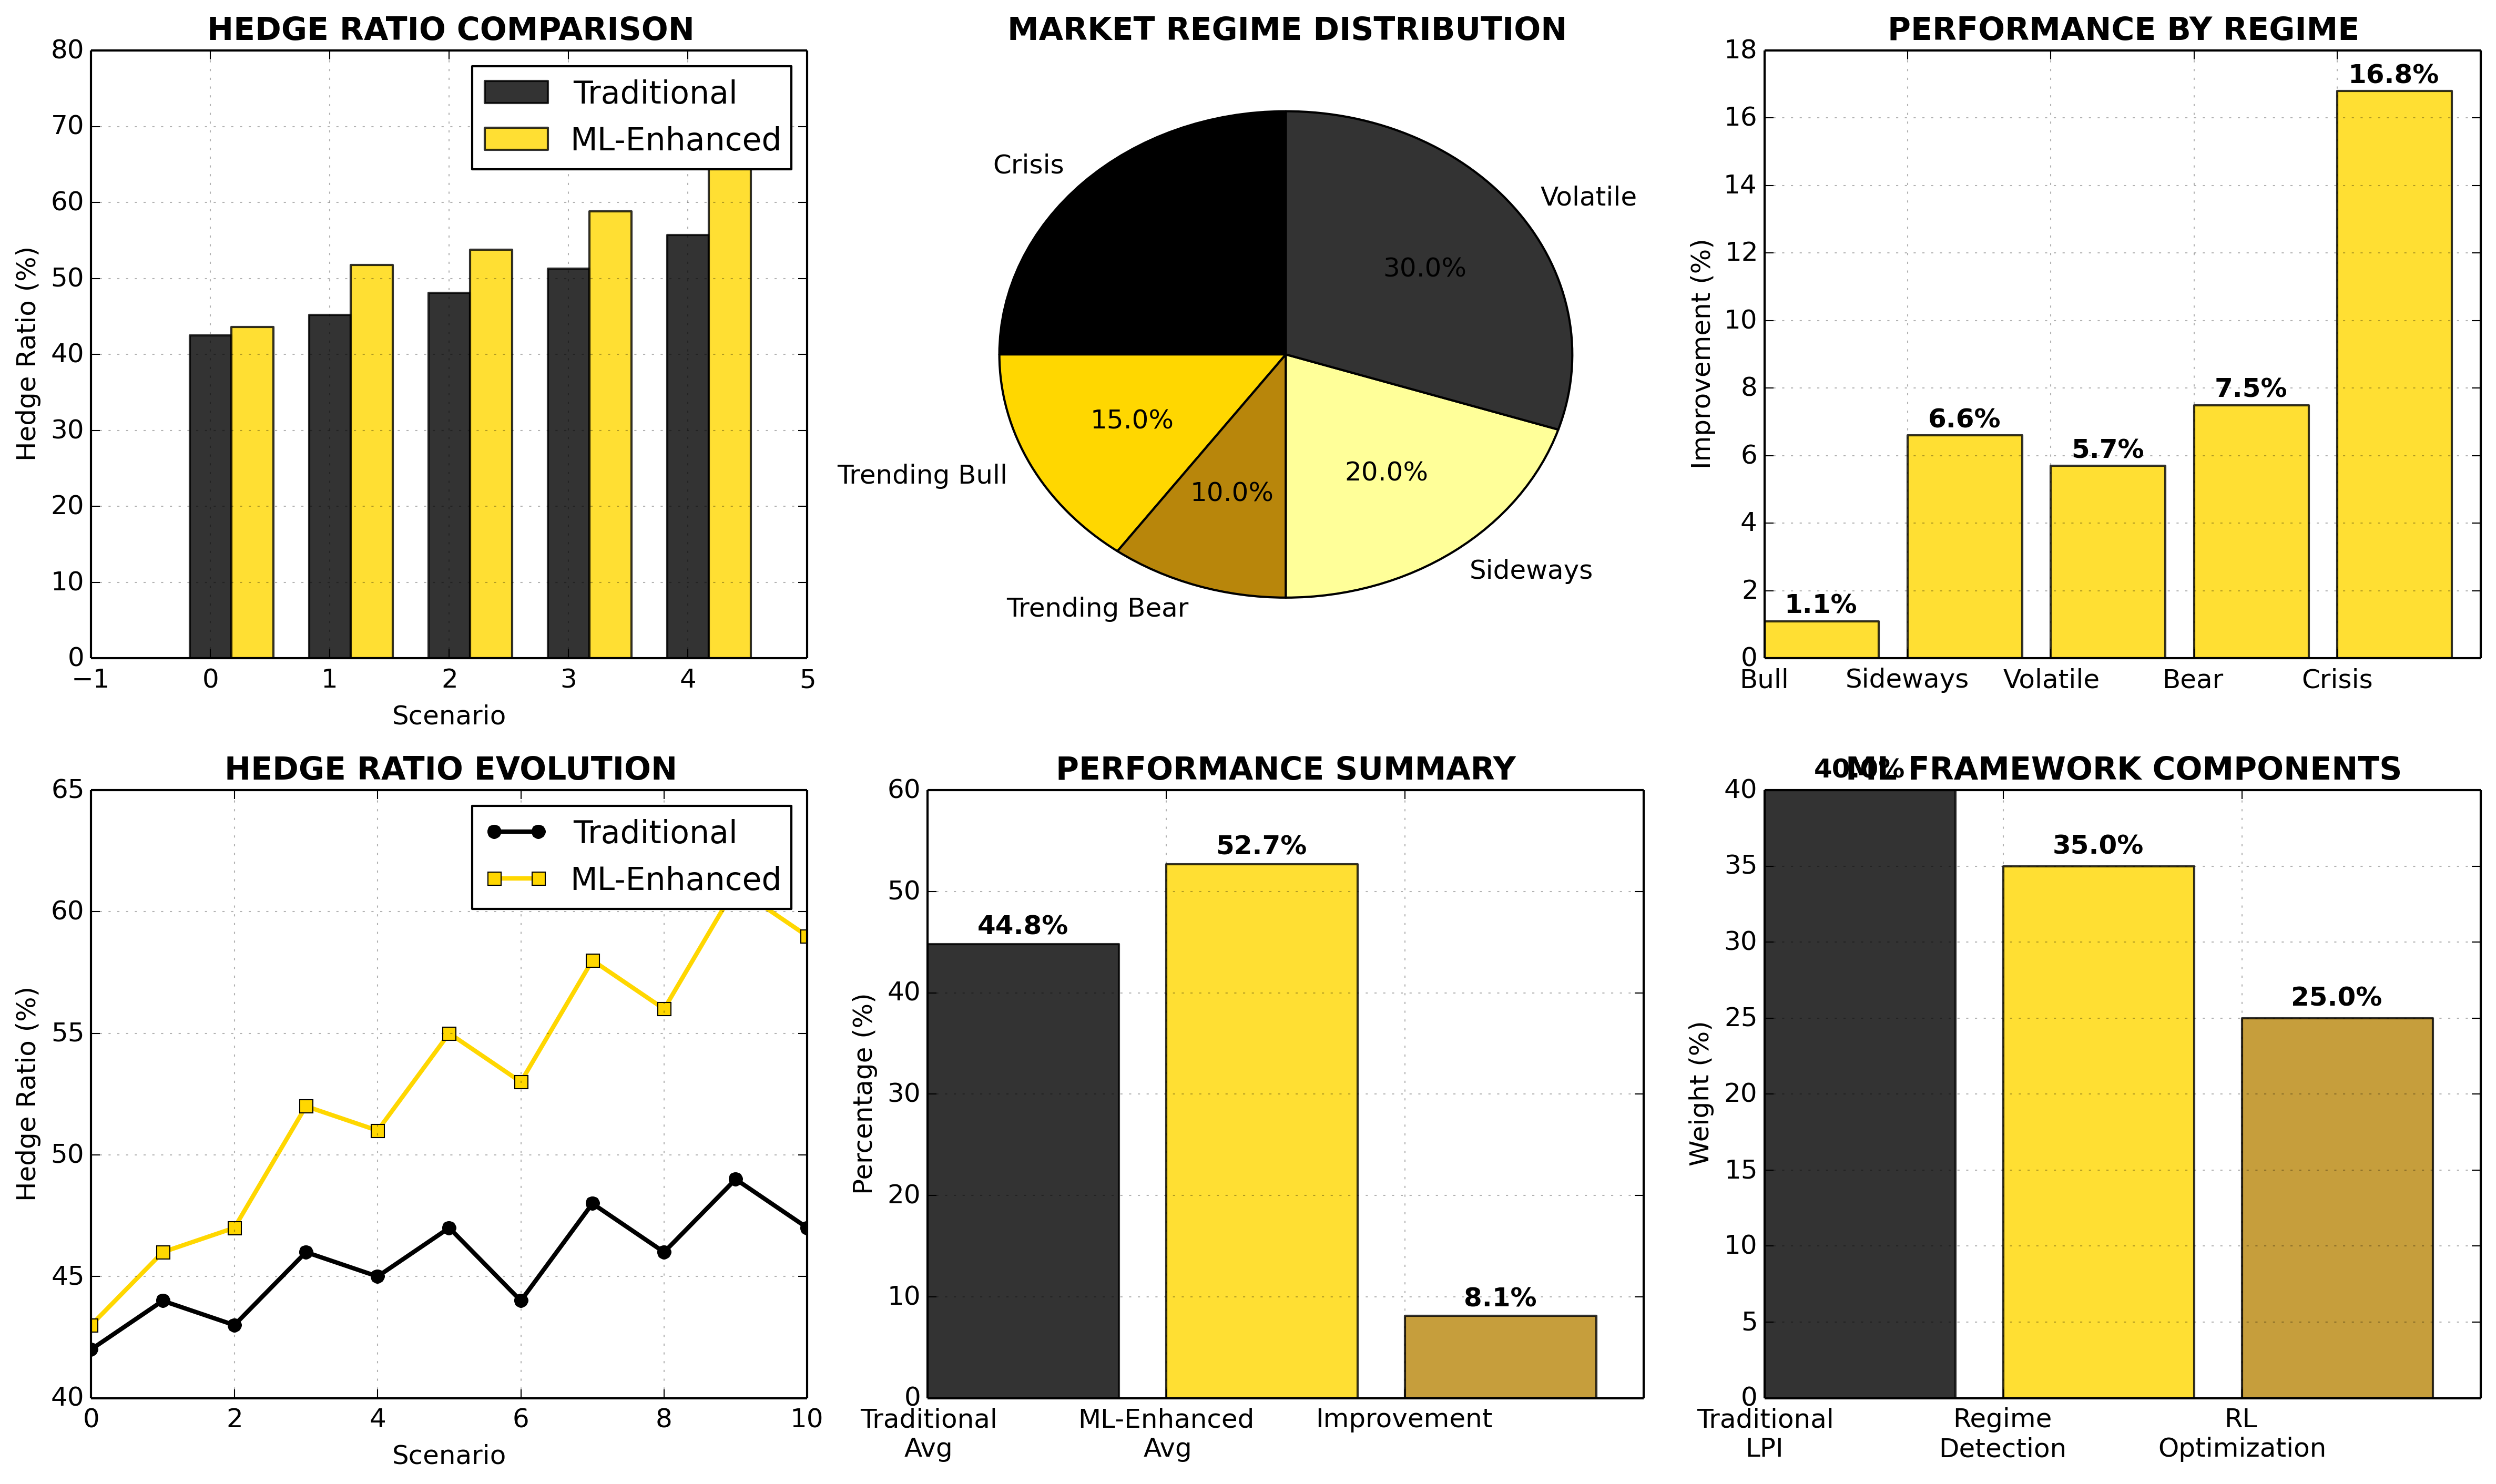 HEDGE RATIO COMPARISON
80
70
60
50
40
30
20
10
0
Hedge Ratio (%)
Traditional
ML-Enhanced
−1 0 1 2 3 4 5
Scenario
MARKET REGIME DISTRIBUTION
Crisis
Volatile
30.0%
15.0%
20.0%
10.0%
Trending Bull
Sideways
Trending Bear
PERFORMANCE BY REGIME
18
16
14
12
10
8
6
4
2
0
Improvement (%)
1.1%
6.6%
5.7%
7.5%
16.8%
Bull Sideways Volatile Bear Crisis
HEDGE RATIO EVOLUTION
65
60
55
50
45
40
Hedge Ratio (%)
Traditional
ML-Enhanced
0 2 4 6 8 10
Scenario
PERFORMANCE SUMMARY
60
50
40
30
20
10
0
Percentage (%)
44.8%
52.7%
8.1%
Traditional
Avg
ML-Enhanced
Avg
Improvement
ML FRAMEWORK COMPONENTS
40
35
30
25
20
15
10
5
0
Weight (%)
40.0%
35.0%
25.0%
Traditional
LPI
Regime
Detection
RL
Optimization